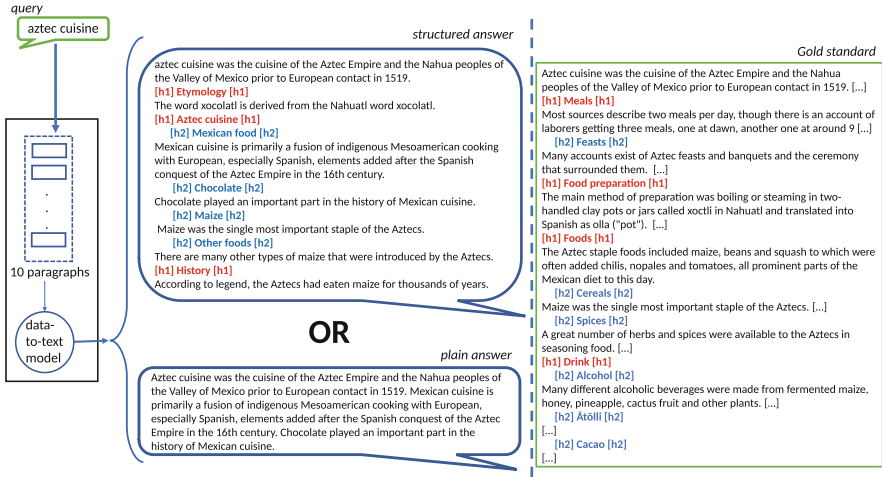 query
aztec cuisine
10 paragraphs
data-
to-text
model
structured answer
aztec cuisine was the cuisine of the Aztec Empire and the Nahua peoples of
the Valley of Mexico prior to European contact in 1519.
[h1] Etymology [h1]
The word xocolatl is derived from the Nahuatl word xocolatl.
[h1] Aztec cuisine [h1]
[h2] Mexican food [h2]
Mexican cuisine is primarily a fusion of indigenous Mesoamerican cooking
with European, especially Spanish, elements added after the Spanish
conquest of the Aztec Empire in the 16th century.
[h2] Chocolate [h2]
Chocolate played an important part in the history of Mexican cuisine.
[h2] Maize [h2]
Maize was the single most important staple of the Aztecs.
[h2] Other foods [h2]
There are many other types of maize that were introduced by the Aztecs.
[h1] History [h1]
According to legend, the Aztecs had eaten maize for thousands of years.
OR
plain answer
Aztec cuisine was the cuisine of the Aztec Empire and the Nahua peoples of
the Valley of Mexico prior to European contact in 1519. Mexican cuisine is
primarily a fusion of indigenous Mesoamerican cooking with European,
especially Spanish, elements added after the Spanish conquest of the Aztec
Empire in the 16th century. Chocolate played an important part in the
history of Mexican cuisine.
Gold standard
Aztec cuisine was the cuisine of the Aztec Empire and the Nahua
peoples of the Valley of Mexico prior to European contact in 1519. [...]
[h1] Meals [h1]
Most sources describe two meals per day, though there is an account of
laborers getting three meals, one at dawn, another one at around 9 [...]
[h2] Feasts [h2]
Many accounts exist of Aztec feasts and banquets and the ceremony
that surrounded them. [...]
[h1] Food preparation [h1]
The main method of preparation was boiling or steaming in two-
handled clay pots or jars called xoctli in Nahuatl and translated into
Spanish as olla ("pot"). [...]
[h1] Foods [h1]
The Aztec staple foods included maize, beans and squash to which were
often added chilis, nopales and tomatoes, all prominent parts of the
Mexican diet to this day.
[h2] Cereals [h2]
Maize was the single most important staple of the Aztecs. [...]
[h2] Spices [h2]
A great number of herbs and spices were available to the Aztecs in
seasoning food. [...]
[h1] Drink [h1]
[h2] Alcohol [h2]
Many different alcoholic beverages were made from fermented maize,
honey, pineapple, cactus fruit and other plants. [...]
[h2] Ātōlli [h2]
[...]
[h2] Cacao [h2]
[...]